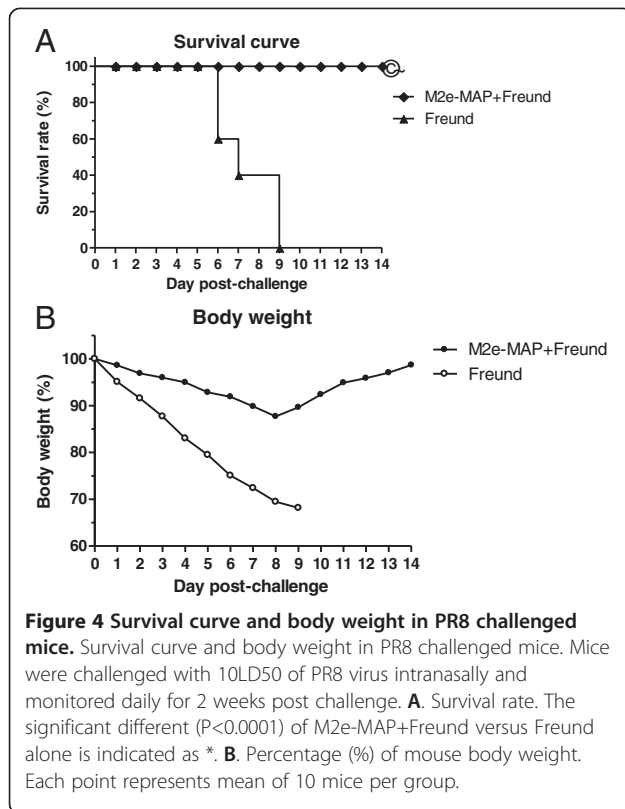 A
Survival curve
Survival rate (%)
100
80
60
40
20
0
0 1 2 3 4 5 6 7 8 9 10 11 12 13 14
Day post-challenge
M2e-MAP+Freund
Freund
B
Body weight
Body weight (%)
100
90
80
70
60
0 1 2 3 4 5 6 7 8 9 10 11 12 13 14
Day post-challenge
M2e-MAP+Freund
Freund
Figure 4 Survival curve and body weight in PR8 challenged
mice. Survival curve and body weight in PR8 challenged mice. Mice
were challenged with 10LD50 of PR8 virus intranasally and
monitored daily for 2 weeks post challenge. A. Survival rate. The
significant different (P<0.0001) of M2e-MAP+Freund versus Freund
alone is indicated as *. B. Percentage (%) of mouse body weight.
Each point represents mean of 10 mice per group.